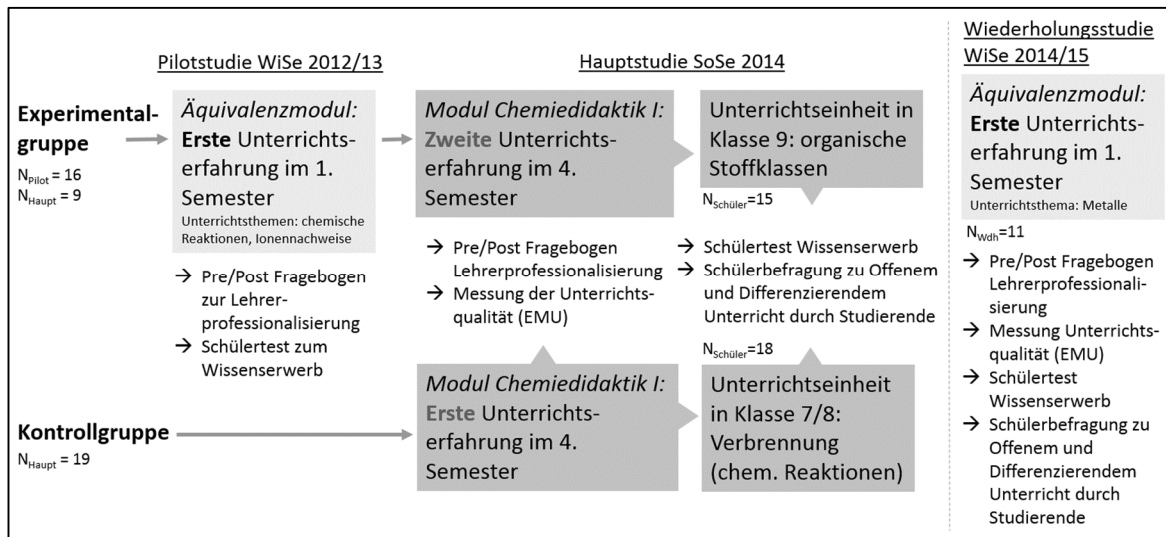 Pilotstudie WiSe 2012/13
Hauptstudie SoSe 2014
Wiederholungsstudie
WiSe 2014/15
Experimental-
gruppe
N_Pilot = 16
N_Haupt = 9
Äquivalenzmodul:
Erste Unterrichts-
erfahrung im 1.
Semester
Unterrichtsthemen: chemische
Reaktionen, Ionennachweise
→ Pre/Post Fragebogen
zur Lehrer-
professionalisierung
→ Schülertest zum
Wissenserwerb
Modul Chemiedidaktik I:
Zweite Unterrichts-
erfahrung im 4.
Semester
→ Pre/Post Fragebogen
Lehrerprofessionalisierung
→ Messung der Unterrichts-
qualität (EMU)
Unterrichtseinheit in
Klasse 9: organische
Stoffklassen
N_Schüler=15
→ Schülertest Wissenserwerb
→ Schülerbefragung zu Offenem
und Differenzierendem
Unterricht durch Studierende
N_Schüler=18
Kontrollgruppe
N_Haupt = 19
Modul Chemiedidaktik I:
Erste Unterrichts-
erfahrung im 4.
Semester
Unterrichtseinheit
in Klasse 7/8:
Verbrennung
(chem. Reaktionen)
Äquivalenzmodul:
Erste Unterrichts-
erfahrung im 1.
Semester
Unterrichtsthema: Metalle
N_Wdh=11
→ Pre/Post Fragebogen
Lehrerprofessionali-
sierung
→ Messung Unterrichts-
qualität (EMU)
→ Schülertest
Wissenserwerb
→ Schülerbefragung zu
Offenem und
Differenzierendem
Unterricht durch
Studierende